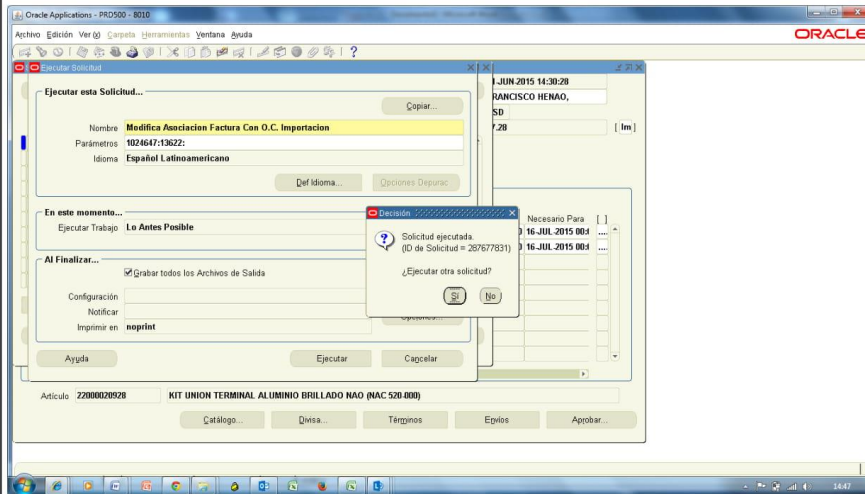 Oracle Applications - PRD500 - 8010
Archivo Edición Ver Carpeta Herramientas Ventana Ayuda
ORACLE
Ejecutar Solicitud
Ejecutar esta Solicitud...
Copiar...
Nombre Modifica Asociacion Factura Con O.C. Importacion
Parámetros 1024647:13622:
Idioma Español Latinoamericano
Def Idioma... Opciones Depurac
-JUN-2015 14:30:28
RANCISCO HENAO,
SD
7.28 [ Im ]
En este momento...
Ejecutar Trabajo Lo Antes Posible
Al Finalizar...
Grabar todos los Archivos de Salida
Configuración
Notificar
Imprimir en noprint
Opciones...
Ayuda Ejecutar Cancelar
Decisión
Solicitud ejecutada.
(ID de Solicitud = 287677831)
¿Ejecutar otra solicitud?
Sí No
Necesario Para [ ]
16-JUL-2015 00:
16-JUL-2015 00:
Artículo 22000020928 KIT UNION TERMINAL ALUMINIO BRILLADO NAO (NAC 520-000)
Catálogo... Divisa... Términos Envíos Aprobar...
14:47